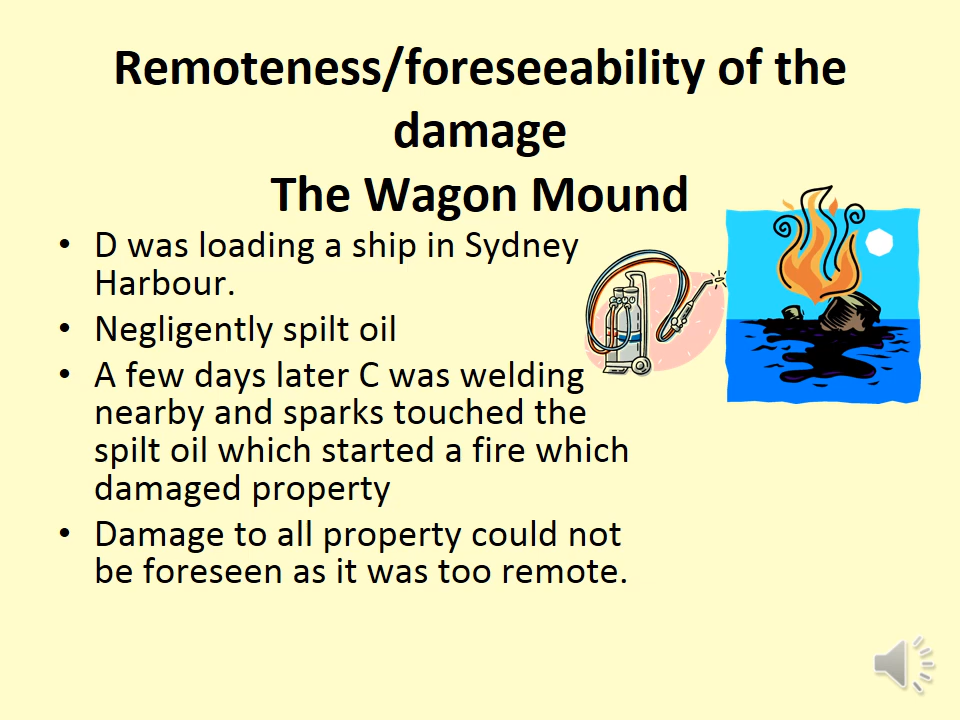 Remoteness/foreseeability of the
damage
The Wagon Mound
• D was loading a ship in Sydney
Harbour.
• Negligently spilt oil
• A few days later C was welding
nearby and sparks touched the
spilt oil which started a fire which
damaged property
• Damage to all property could not
be foreseen as it was too remote.